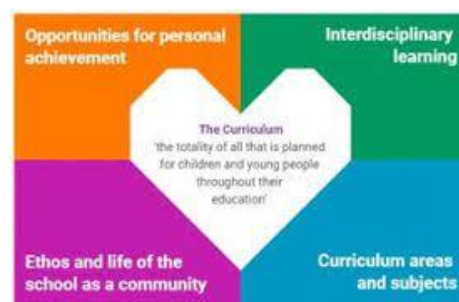 Opportunities for personal
achievement
Interdisciplinary
learning
The Curriculum
'the totality of all that is planned
for children and young people
throughout their
education'
Ethos and life of the
school as a community
Curriculum areas
and subjects